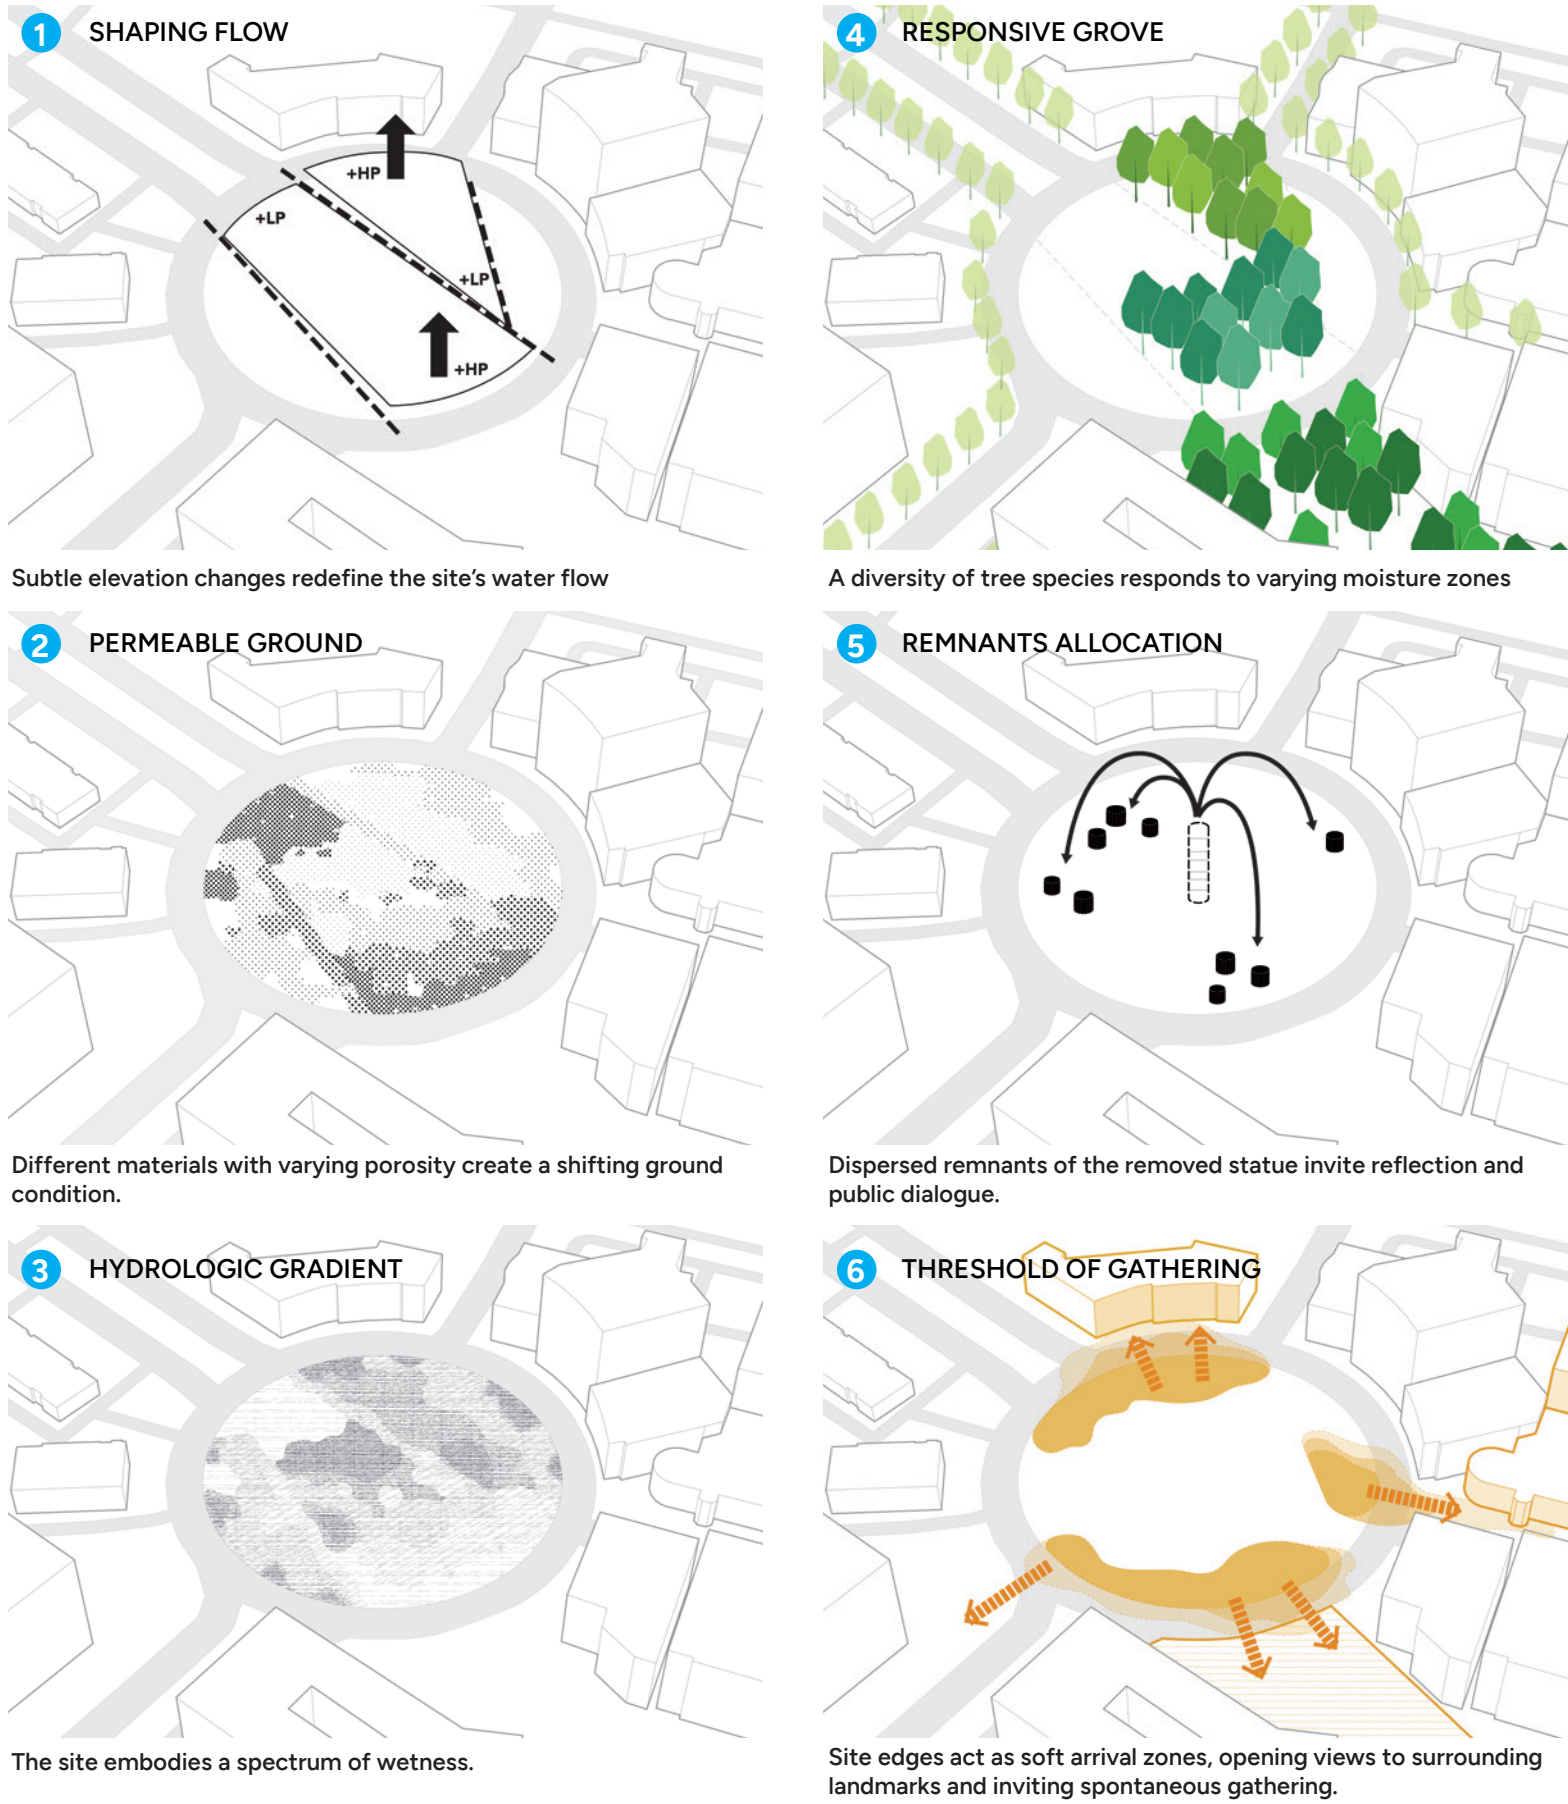 1 SHAPING FLOW
+HP
+LP
+LP
+HP
Subtle elevation changes redefine the site’s water flow
2 PERMEABLE GROUND
Different materials with varying porosity create a shifting ground
condition.
3 HYDROLOGIC GRADIENT
The site embodies a spectrum of wetness.
4 RESPONSIVE GROVE
A diversity of tree species responds to varying moisture zones
5 REMNANTS ALLOCATION
Dispersed remnants of the removed statue invite reflection and
public dialogue.
6 THRESHOLD OF GATHERING
Site edges act as soft arrival zones, opening views to surrounding
landmarks and inviting spontaneous gathering.